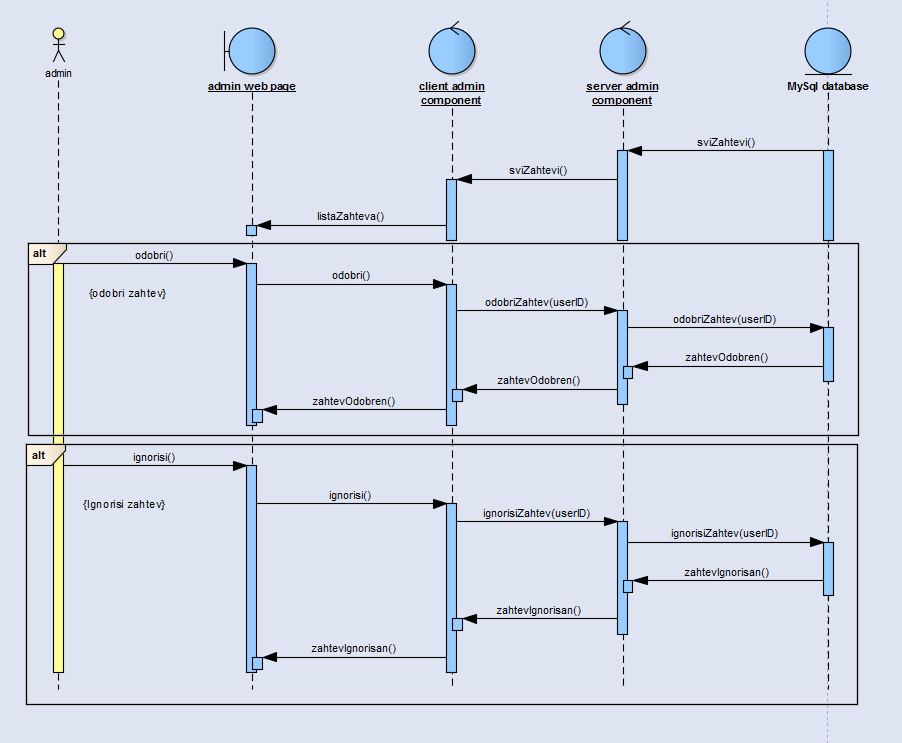 admin
admin web page
client admin
component
server admin
component
MySql database
sviZahtevi()
sviZahtevi()
listaZahteva()
alt
odobri()
odobri()
{odobri zahtev}
odobriZahtev(userID)
odobriZahtev(userID)
zahtevOdobren()
zahtevOdobren()
zahtevOdobren()
alt
ignorisi()
ignorisi()
{Ignorisi zahtev}
ignorisiZahtev(userID)
ignorisiZahtev(userID)
zahtevIgnorisan()
zahtevIgnorisan()
zahtevIgnorisan()